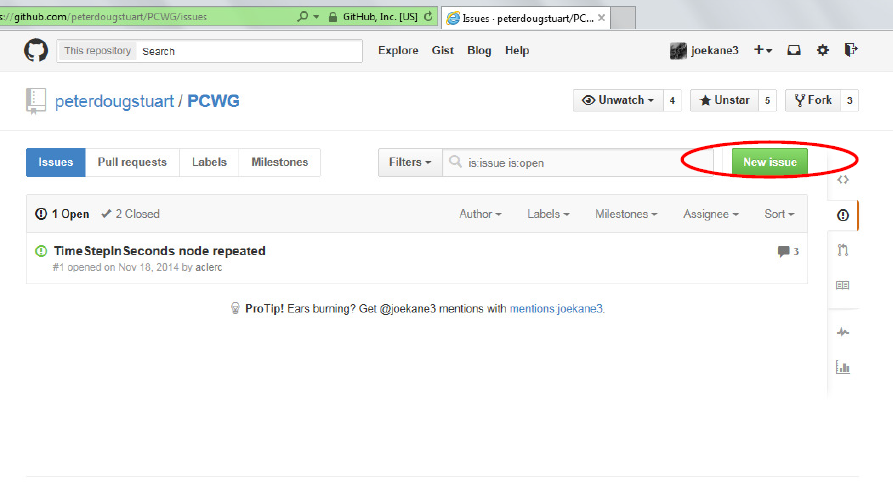 s://github.com/peterdougstuart/PCWG/issues GitHub, Inc. [US] Issues · peterdougstuart/PC...
This repository Search Explore Gist Blog Help joekane3
peterdougstuart / PCWG Unwatch 4 Unstar 5 Fork 3
Issues Pull requests Labels Milestones Filters is:issue is:open New issue
1 Open 2 Closed Author Labels Milestones Assignee Sort
TimeStepInSeconds node repeated 3
#1 opened on Nov 18, 2014 by aclerc
ProTip! Ears burning? Get @joekane3 mentions with mentions:joekane3.